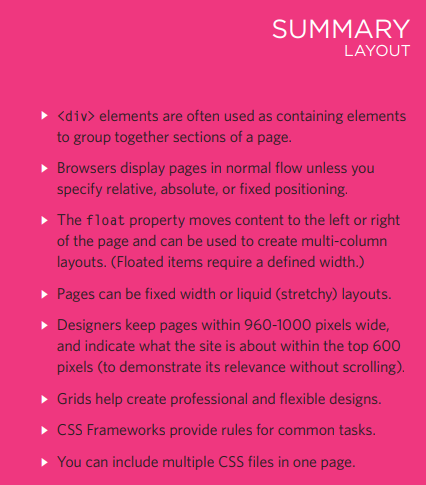 SUMMARY
LAYOUT
<div> elements are often used as containing elements
to group together sections of a page.
Browsers display pages in normal flow unless you
specify relative, absolute, or fixed positioning.
The float property moves content to the left or right
of the page and can be used to create multi-column
layouts. (Floated items require a defined width.)
Pages can be fixed width or liquid (stretchy) layouts.
Designers keep pages within 960-1000 pixels wide,
and indicate what the site is about within the top 600
pixels (to demonstrate its relevance without scrolling).
Grids help create professional and flexible designs.
CSS Frameworks provide rules for common tasks.
You can include multiple CSS files in one page.